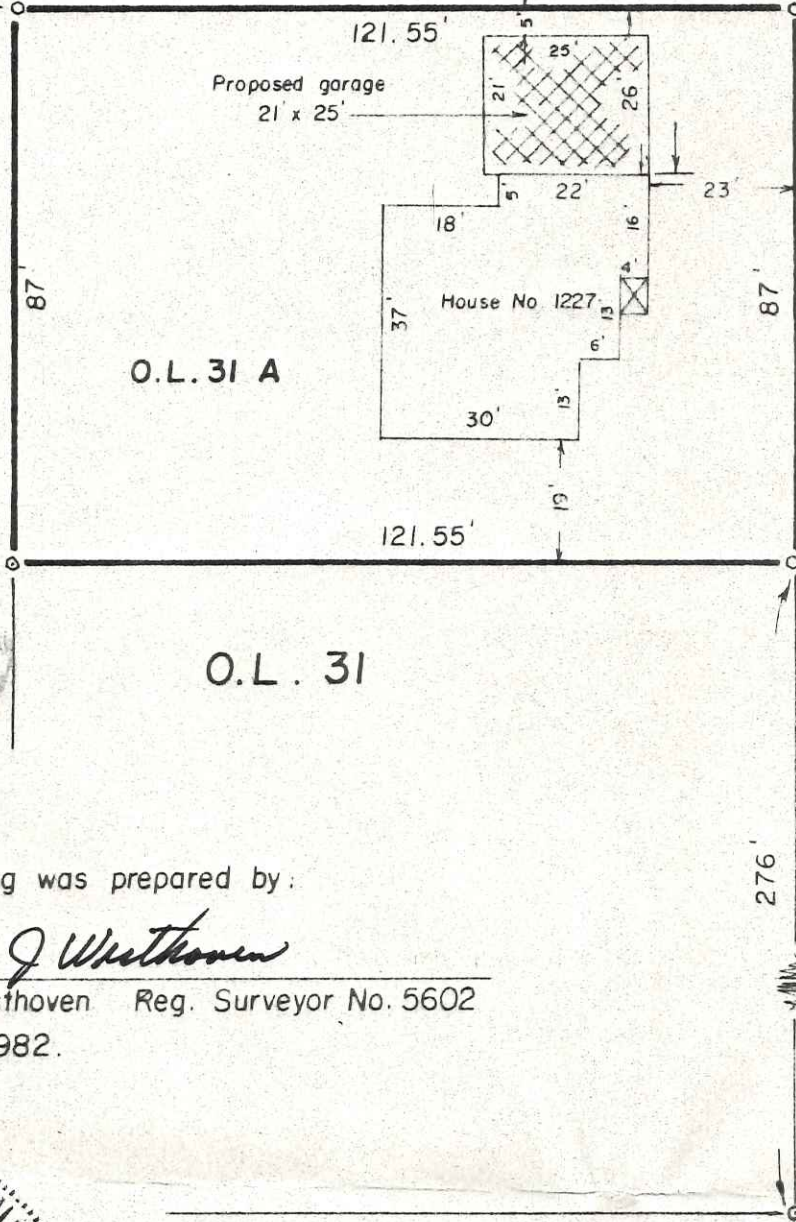 121.55'
5'
25'
Proposed garage
21' x 25'
21'
26'
22'
23'
5'
18'
16'
4'
87'
37'
House No 1227
13'
87'
6'
O.L. 31 A
13'
30'
19'
121.55'
O.L. 31
276'
g was prepared by:
J Westhoven
thoven Reg. Surveyor No. 5602
982.